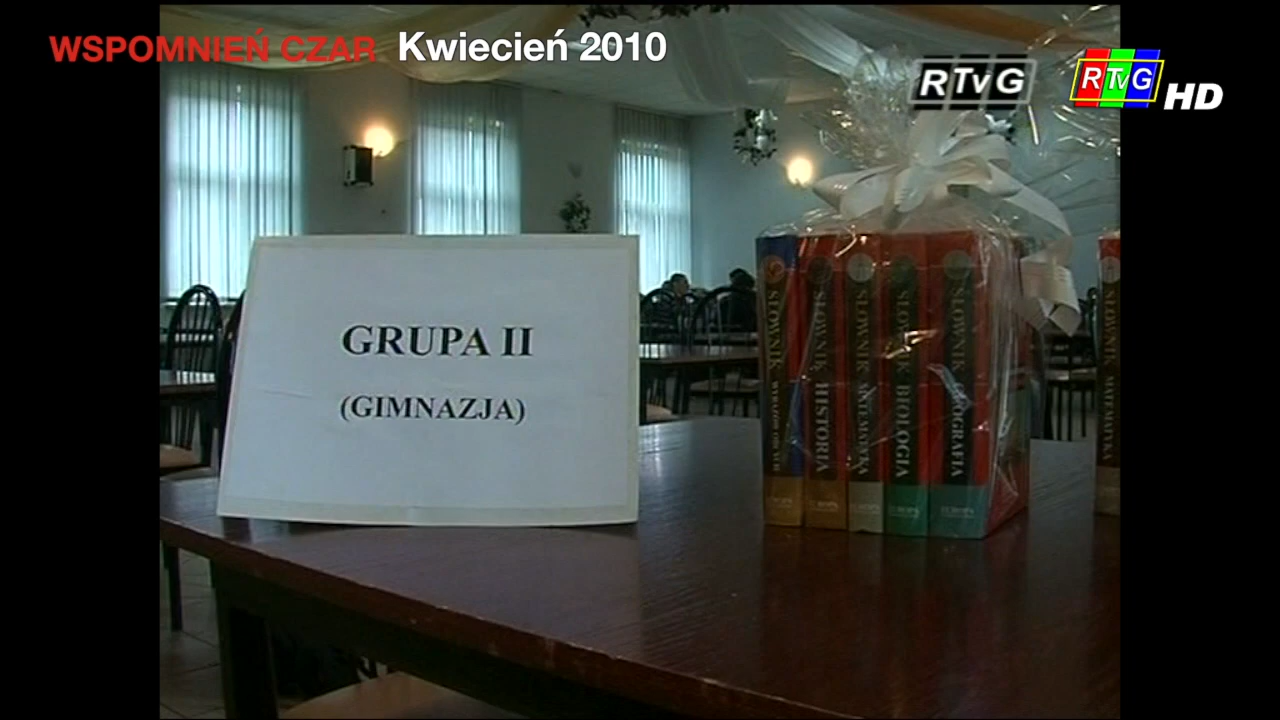 WSPOMNIEŃ CZAR Kwiecień 2010
RTvG
RTvG HD
GRUPA II
(GIMNAZJA)
SŁOWNIK
SŁOWNIK HISTORIA
SŁOWNIK MATEMATYKA
SŁOWNIK BIOLOGIA
SŁOWNIK GEOGRAFIA
SŁOWNIK MATEMATYKA